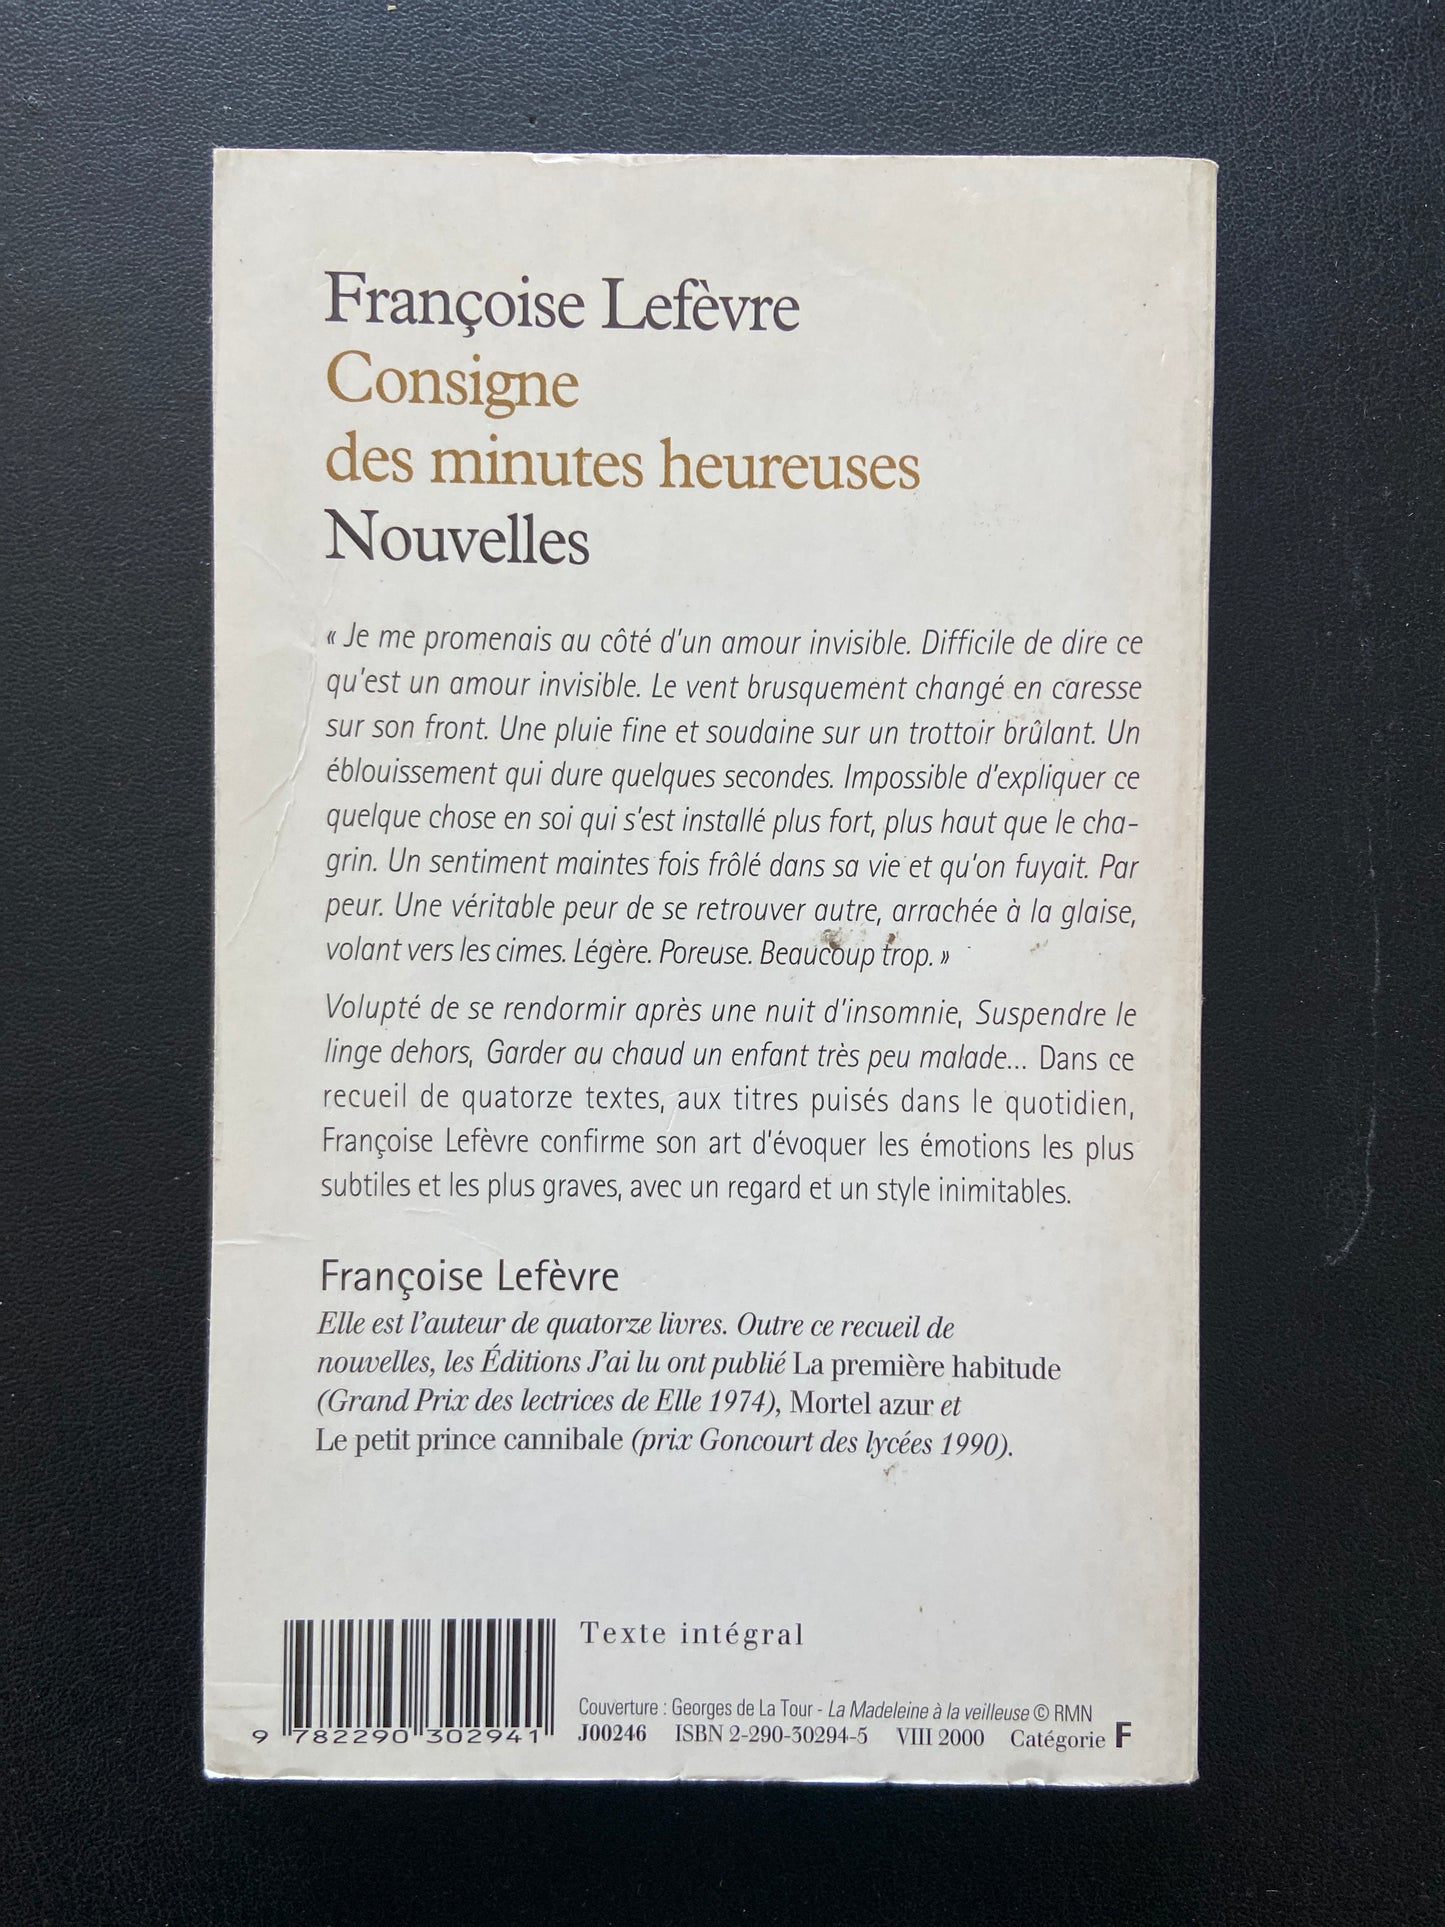 Françoise Lefèvre
Consigne
des minutes heureuses
Nouvelles
« Je me promenais au côté d'un amour invisible. Difficile de dire ce
qu'est un amour invisible. Le vent brusquement changé en caresse
sur son front. Une pluie fine et soudaine sur un trottoir brûlant. Un
éblouissement qui dure quelques secondes. Impossible d'expliquer ce
quelque chose en soi qui s'est installé plus fort, plus haut que le cha-
grin. Un sentiment maintes fois frôlé dans sa vie et qu'on fuyait. Par
peur. Une véritable peur de se retrouver autre, arrachée à la glaise,
volant vers les cimes. Légère. Poreuse. Beaucoup trop. »
Volupté de se rendormir après une nuit d'insomnie, Suspendre le
linge dehors, Garder au chaud un enfant très peu malade... Dans ce
recueil de quatorze textes, aux titres puisés dans le quotidien,
Françoise Lefèvre confirme son art d'évoquer les émotions les plus
subtiles et les plus graves, avec un regard et un style inimitables.
Françoise Lefèvre
Elle est l'auteur de quatorze livres. Outre ce recueil de
nouvelles, les Éditions J'ai lu ont publié La première habitude
(Grand Prix des lectrices de Elle 1974), Mortel azur et
Le petit prince cannibale (prix Goncourt des lycées 1990).
Texte intégral
Couverture : Georges de La Tour - La Madeleine à la veilleuse © RMN
J00246 ISBN 2-290-30294-5 VIII 2000 Catégorie F
9 782290 302941